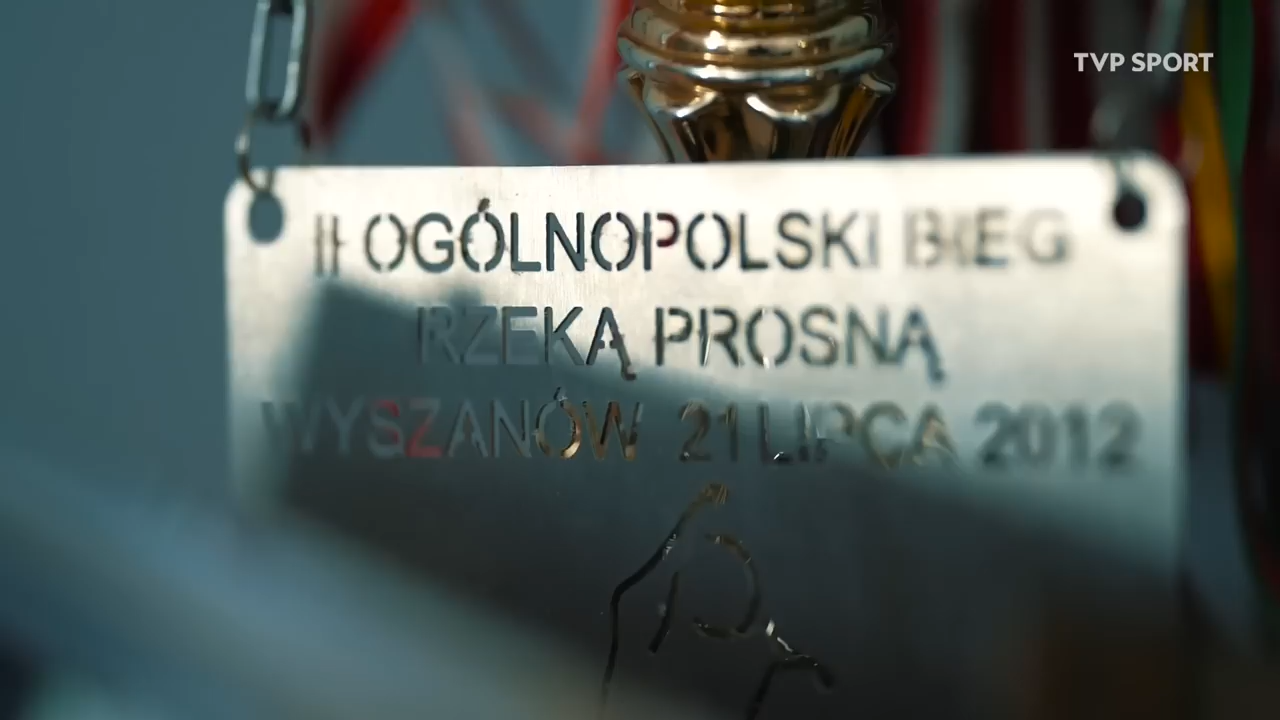 TVP SPORT
II OGÓLNOPOLSKI BIEG
RZEKĄ PROSNĄ
WYSZANÓW 21 LIPCA 2012